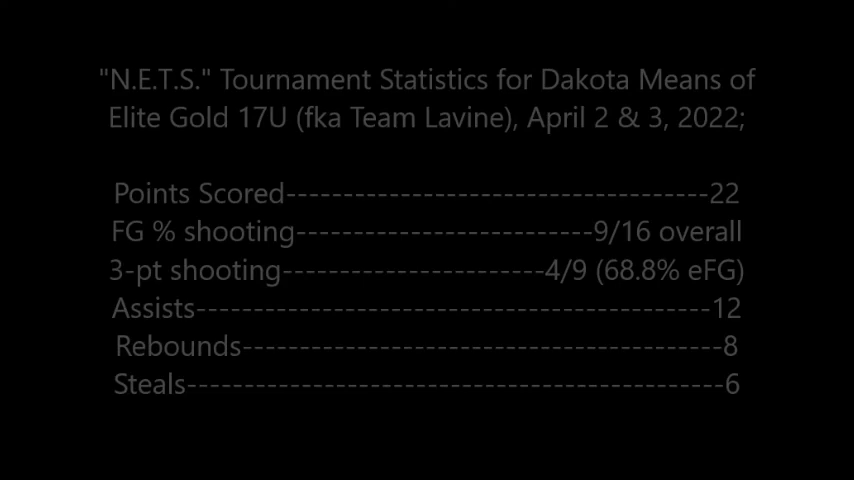 "N.E.T.S." Tournament Statistics for Dakota Means of
Elite Gold 17U (fka Team Lavine), April 2 & 3, 2022;
Points Scored-------------------------------------22
FG % shooting--------------------------9/16 overall
3-pt shooting-----------------------4/9 (68.8% eFG)
Assists---------------------------------------------12
Rebounds------------------------------------------8
Steals-----------------------------------------------6